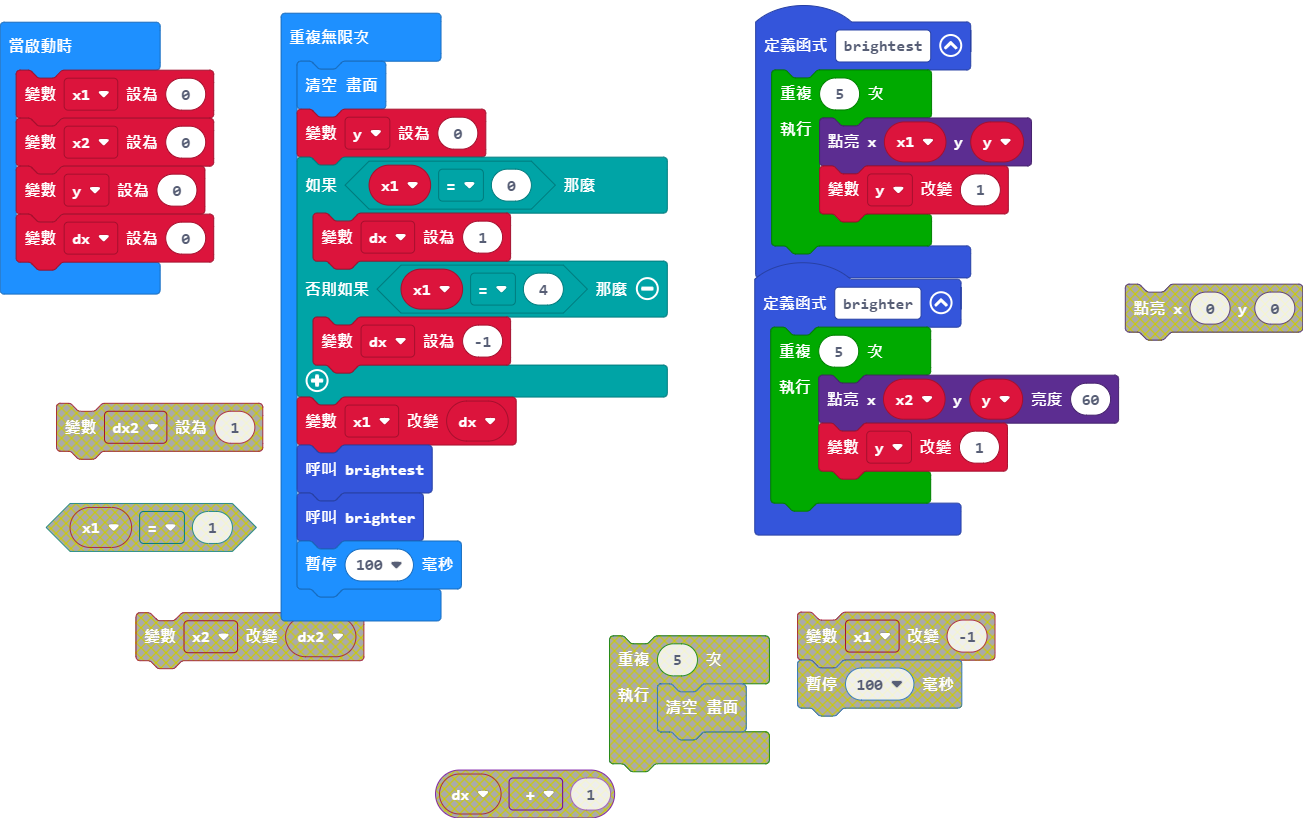 當啟動時
變數 x1 設為 0
變數 x2 設為 0
變數 y 設為 0
變數 dx 設為 0
重複無限次
清空 畫面
變數 y 設為 0
如果 x1 = 0 那麼
變數 dx 設為 1
否則如果 x1 = 4 那麼
變數 dx 設為 -1
變數 x1 改變 dx
呼叫 brightest
呼叫 brighter
暫停 100 毫秒
定義函式 brightest
重複 5 次
執行 點亮 x x1 y y
變數 y 改變 1
定義函式 brighter
重複 5 次
執行 點亮 x x2 y y 亮度 60
變數 y 改變 1
點亮 x 0 y 0
變數 dx2 設為 1
x1 = 1
變數 x2 改變 dx2
重複 5 次
執行 清空 畫面
變數 x1 改變 -1
暫停 100 毫秒
dx + 1